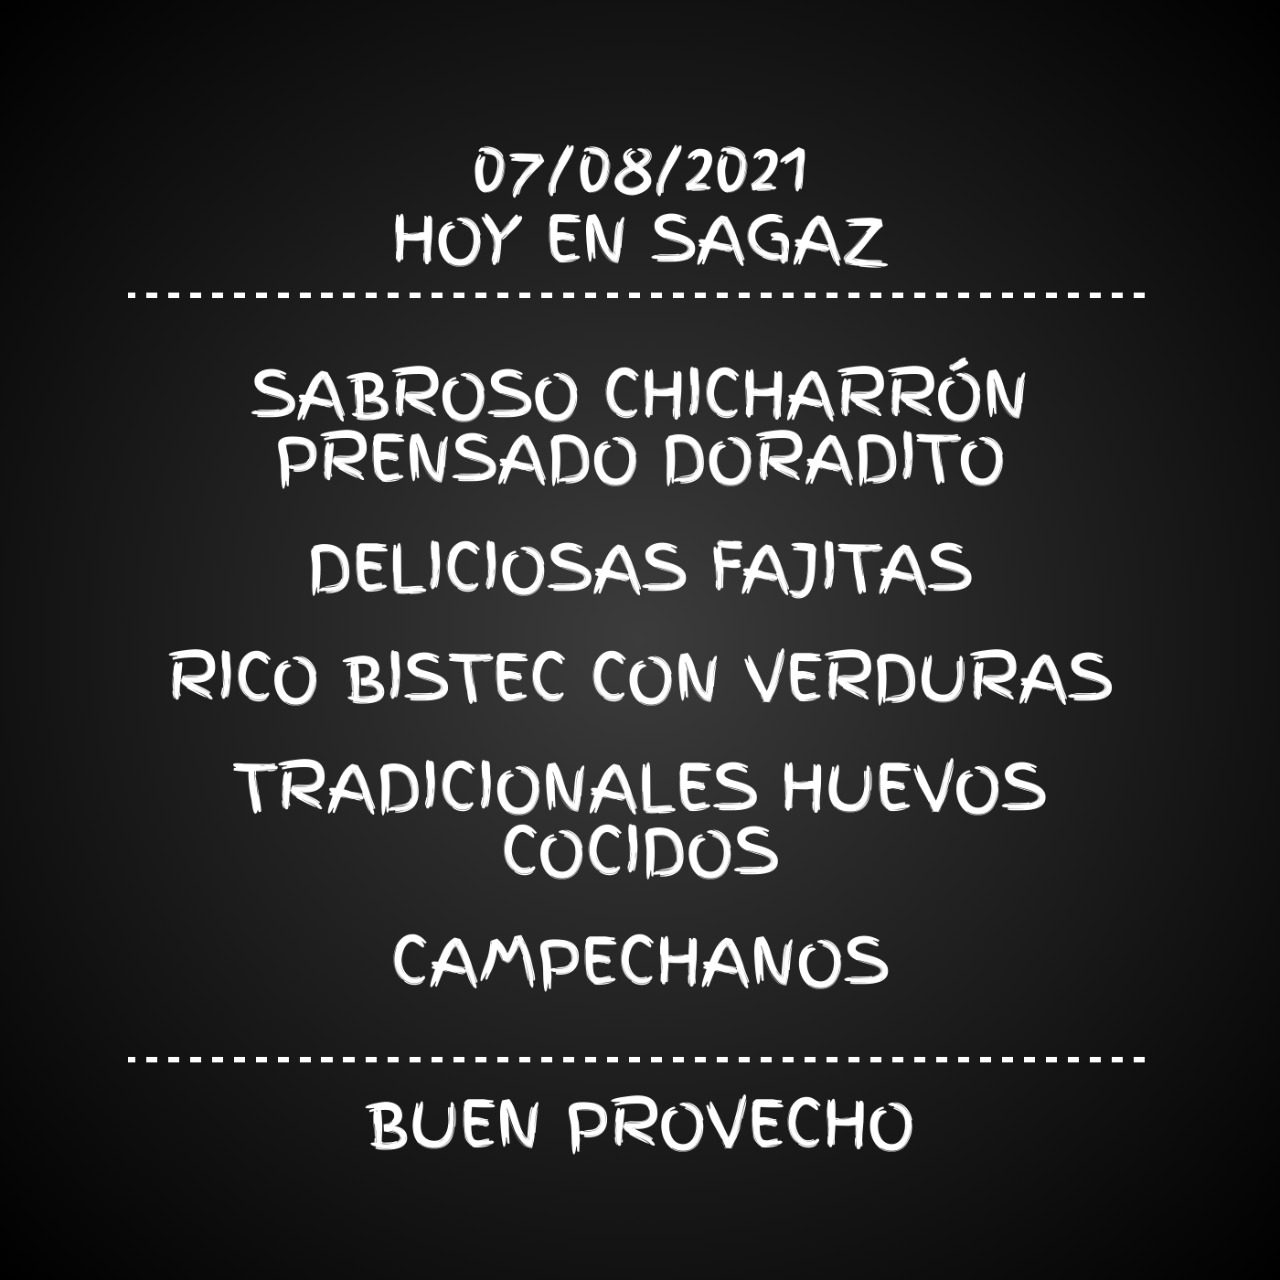 07/08/2021
HOY EN SAGAZ
SABROSO CHICHARRÓN
PRENSADO DORADITO
DELICIOSAS FAJITAS
RICO BISTEC CON VERDURAS
TRADICIONALES HUEVOS
COCIDOS
CAMPECHANOS
BUEN PROVECHO